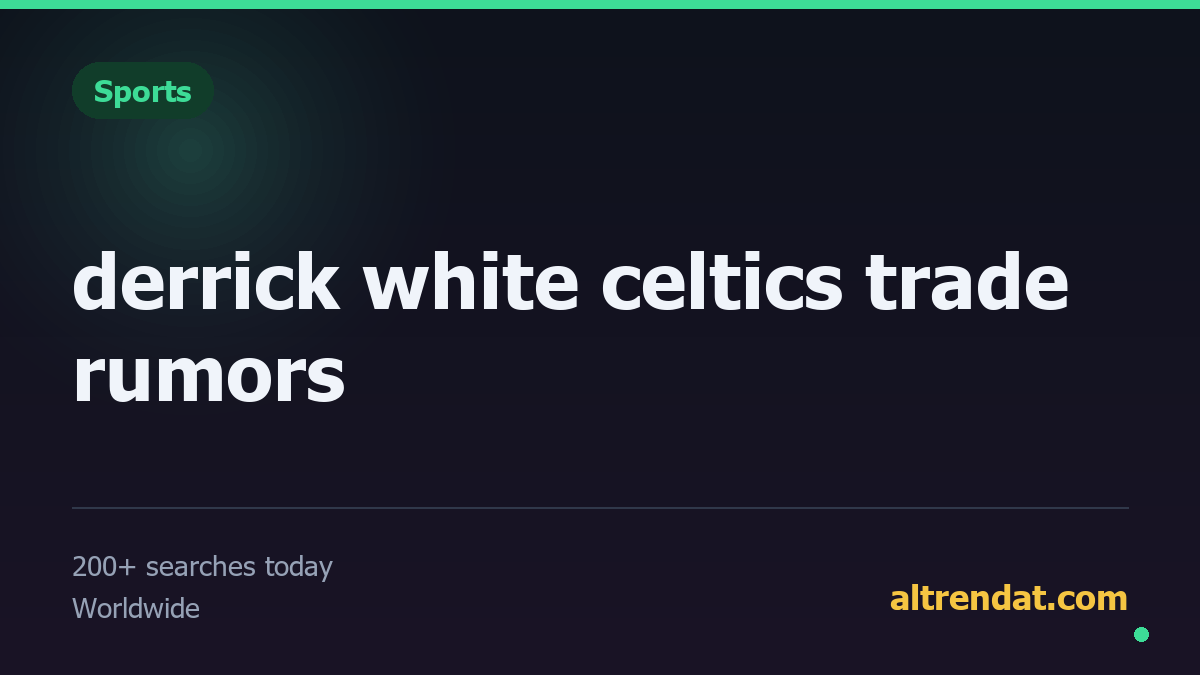 Sports
derrick white celtics trade
rumors
200+ searches today
Worldwide
altrendat.com